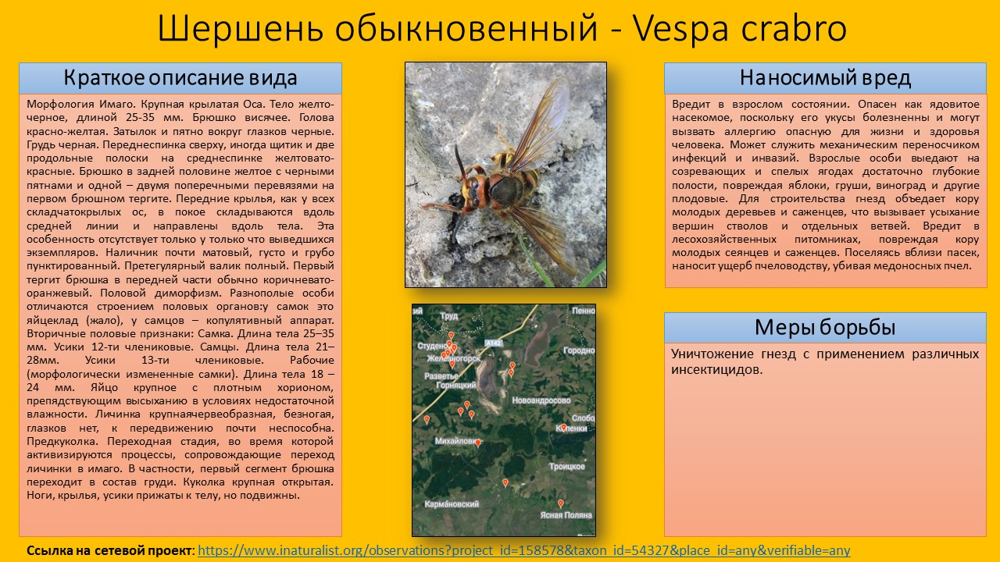 Шершень обыкновенный - Vespa crabro
Краткое описание вида
Морфология Имаго. Крупная крылатая Оса. Тело желто-
черное, длиной 25-35 мм. Брюшко висячее. Голова
красно-желтая. Затылок и пятно вокруг глазков черные.
Грудь черная. Переднеспинка сверху, иногда щитик и две
продольные полоски на среднеспинке желтовато-
красные. Брюшко в задней половине желтое с черными
пятнами и одной – двумя поперечными перевязями на
первом брюшном тергите. Передние крылья, как у всех
складчатокрылых ос, в покое складываются вдоль
средней линии и направлены вдоль тела. Эта
особенность отсутствует только у только что выведшихся
экземпляров. Наличник почти матовый, густо и грубо
пунктированный. Претегулярный валик полный. Первый
тергит брюшка в передней части обычно коричневато-
оранжевый. Половой диморфизм. Разнополые особи
отличаются строением половых органов:у самок это
яйцеклад (жало), у самцов – копулятивный аппарат.
Вторичные половые признаки: Самка. Длина тела 25–35
мм. Усики 12-ти члениковые. Самцы. Длина тела 21–
28мм. Усики 13-ти члениковые. Рабочие
(морфологически измененные самки). Длина тела 18 –
24 мм. Яйцо крупное с плотным хорионом,
препядствующим высыханию в условиях недостаточной
влажности. Личинка крупнаячервеобразная, безногая,
глазков нет, к передвижению почти неспособна.
Предкуколка. Переходная стадия, во время которой
активизируются процессы, сопровождающие переход
личинки в имаго. В частности, первый сегмент брюшка
переходит в состав груди. Куколка крупная открытая.
Ноги, крылья, усики прижаты к телу, но подвижны.
Труд
Пенно
А142
Городно
Железногорск
Разветье
Горняцкий
Новоандросово
Слобо
Михайловк
Троицкое
Карма́новский
Ясная Поляна
Наносимый вред
Вредит в взрослом состоянии. Опасен как ядовитое
насекомое, поскольку его укусы болезненны и могут
вызвать аллергию опасную для жизни и здоровья
человека. Может служить механическим переносчиком
инфекций и инвазий. Взрослые особи выедают на
созревающих и спелых ягодах достаточно глубокие
полости, повреждая яблоки, груши, виноград и другие
плодовые. Для строительства гнезд объедает кору
молодых деревьев и саженцев, что вызывает усыхание
вершин стволов и отдельных ветвей. Вредит в
лесохозяйственных питомниках, повреждая кору
молодых сеянцев и саженцев. Поселяясь вблизи пасек,
наносит ущерб пчеловодству, убивая медоносных пчел.
Меры борьбы
Уничтожение гнезд с применением различных
инсектицидов.
Ссылка на сетевой проект: https://www.inaturalist.org/observations?project_id=158578&taxon_id=54327&place_id=any&verifiable=any